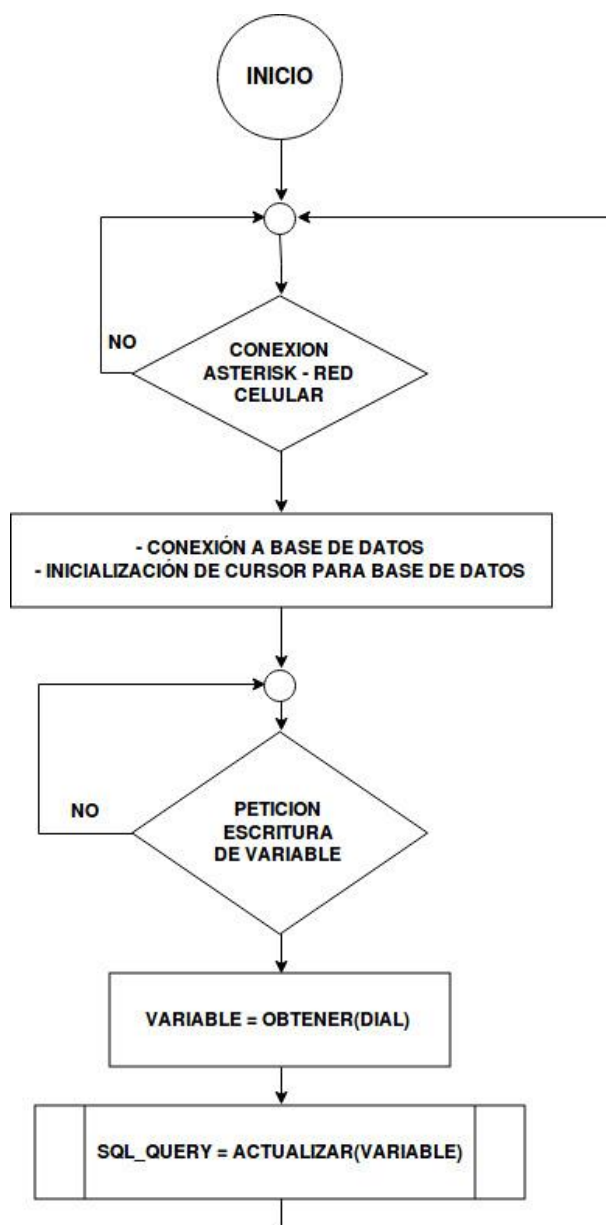 INICIO
NO
CONEXION
ASTERISK - RED
CELULAR
- CONEXIÓN A BASE DE DATOS
- INICIALIZACIÓN DE CURSOR PARA BASE DE DATOS
NO
PETICION
ESCRITURA
DE VARIABLE
VARIABLE = OBTENER(DIAL)
SQL_QUERY = ACTUALIZAR(VARIABLE)